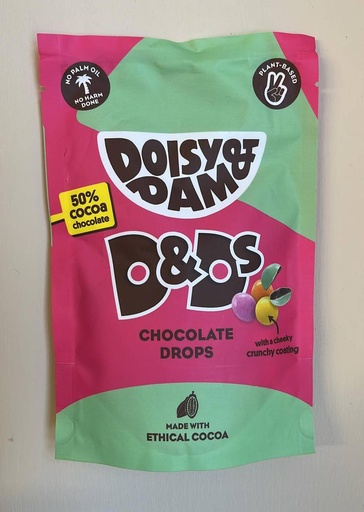 NO PALM OIL
NO HARM
DONE
PLANT-BASED
DOISY &
DAM
50%
cocoa
chocolate
D&Ds
CHOCOLATE
DROPS
with a cheeky
crunchy coating
MADE WITH
ETHICAL COCOA